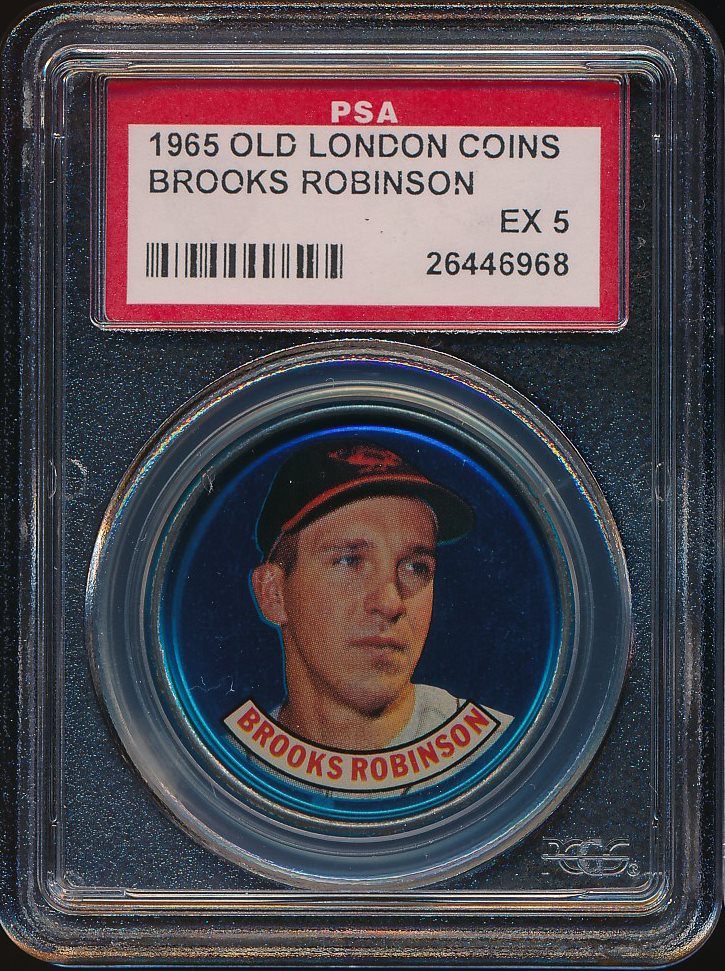 PSA
1965 OLD LONDON COINS
BROOKS ROBINSON
EX 5
26446968
BROOKS ROBINSON